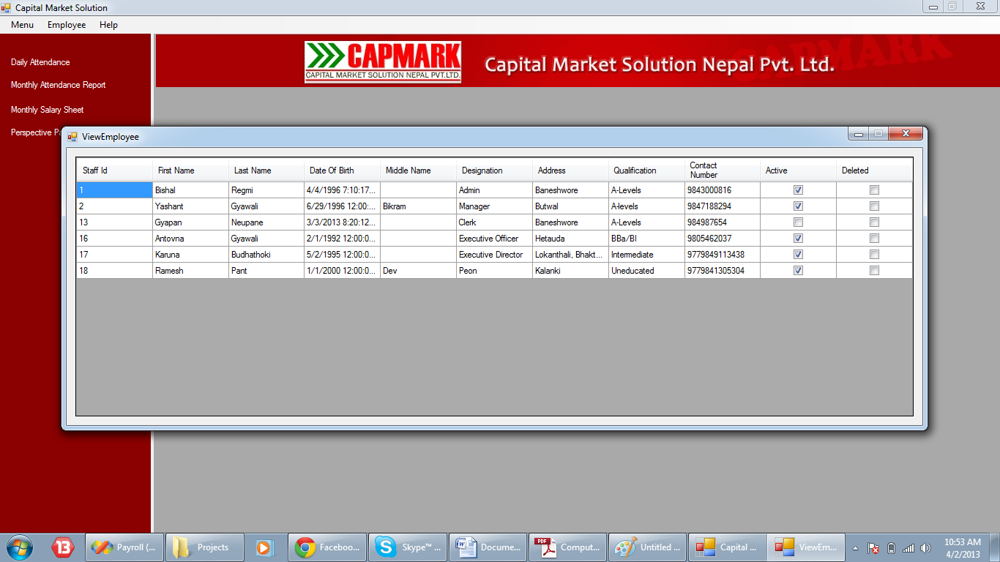 Capital Market Solution
Menu Employee Help
CAPMARK
CAPITAL MARKET SOLUTION NEPAL PVT.LTD.
Capital Market Solution Nepal Pvt. Ltd.
CAPMARK
Daily Attendance
Monthly Attendance Report
Monthly Salary Sheet
Perspective Pa
ViewEmployee
Staff Id First Name Last Name Date Of Birth Middle Name Designation Address Qualification Contact Number Active Deleted
1 Bishal Regmi 4/4/1996 7:10:17... Admin Baneshwore A-Levels 9843000816
2 Yashant Gyawali 6/29/1996 12:00:... Bikram Manager Butwal A-levels 9847188294
13 Gyapan Neupane 3/3/2013 8:20:12... Clerk Baneshwore A-Levels 984987654
16 Antovna Gyawali 2/1/1992 12:00:0... Executive Officer Hetauda BBa/BI 9805462037
17 Karuna Budhathoki 5/2/1995 12:00:0... Executive Director Lokanthali, Bhakt... Intermediate 9779849113438
18 Ramesh Pant 1/1/2000 12:00:0... Dev Peon Kalanki Uneducated 9779841305304
13 Payroll (... Projects Faceboo... Skype™ ... Docume... PDF Comput... Untitled ... Capital ... ViewEm... 10:53 AM
4/2/2013